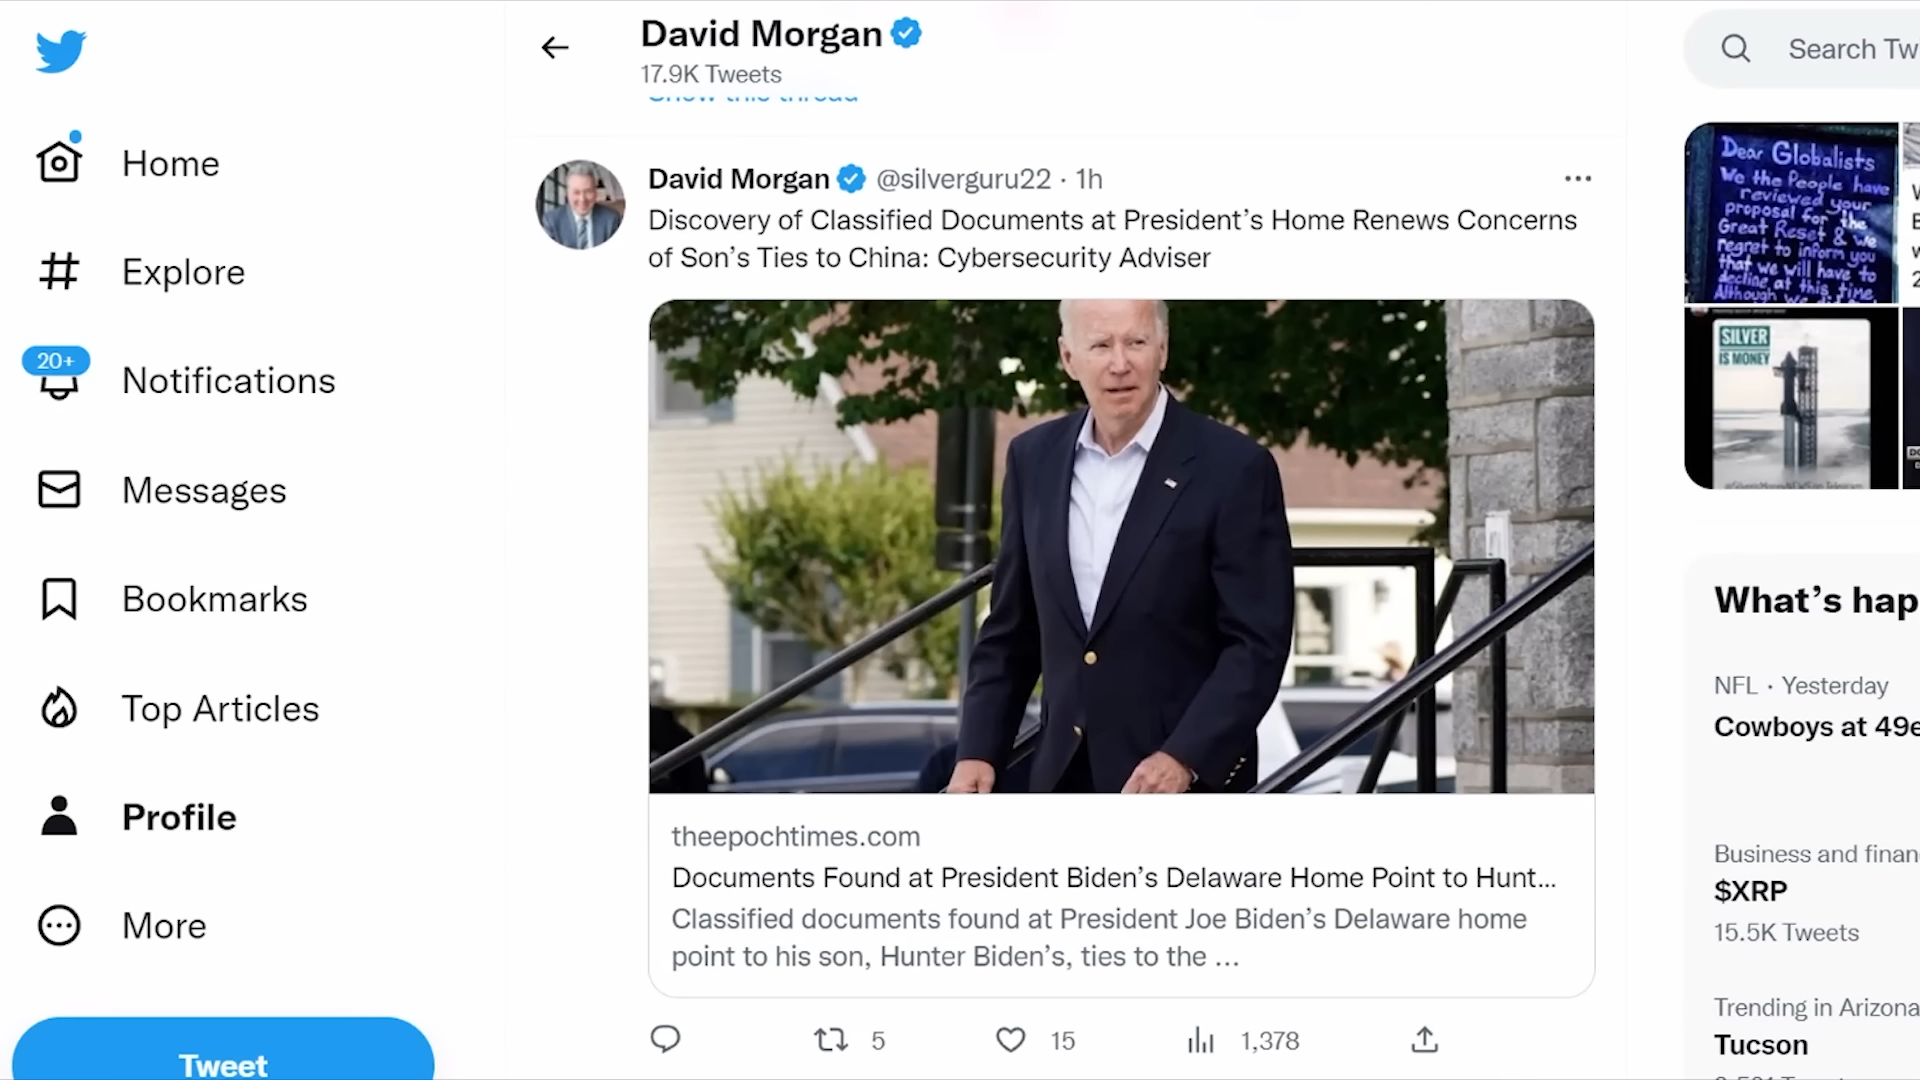 David Morgan
17.9K Tweets
Show this thread
Search Tw
Home
Explore
20+
Notifications
Messages
Bookmarks
Top Articles
Profile
More
Tweet
David Morgan @silverguru22 · 1h
Discovery of Classified Documents at President’s Home Renews Concerns
of Son’s Ties to China: Cybersecurity Adviser
theepochtimes.com
Documents Found at President Biden’s Delaware Home Point to Hunt...
Classified documents found at President Joe Biden’s Delaware home
point to his son, Hunter Biden’s, ties to the ...
5
15
1,378
Dear Globalists
We the People have
reviewed your
proposal for the
Great Reset & we
regret to inform you
that we will have to
decline at this time.
Although we
SILVER
IS MONEY
What’s hap
NFL · Yesterday
Cowboys at 49e
Business and finan
$XRP
15.5K Tweets
Trending in Arizona
Tucson